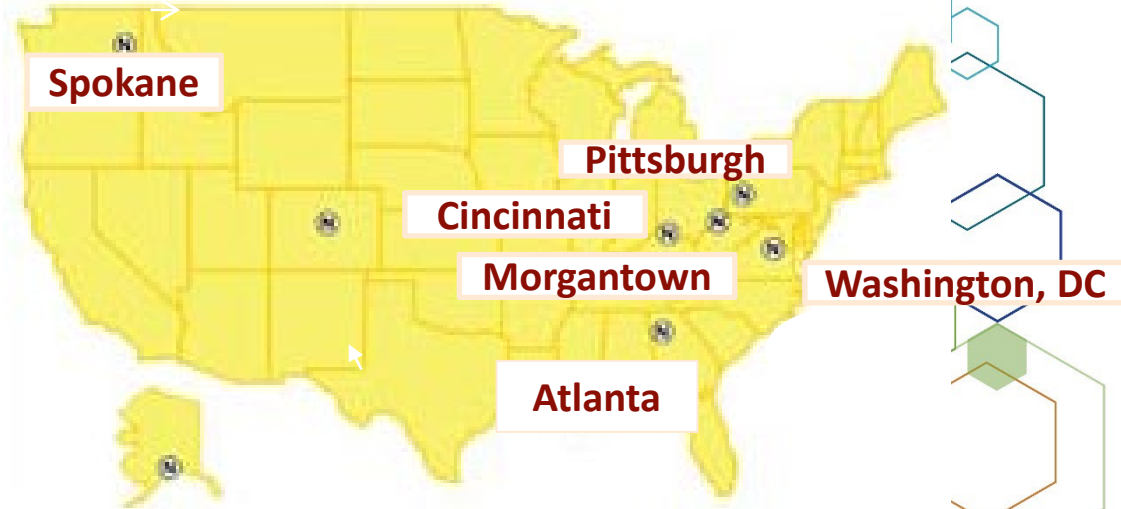 Spokane
Pittsburgh
Cincinnati
Morgantown
Washington, DC
Atlanta